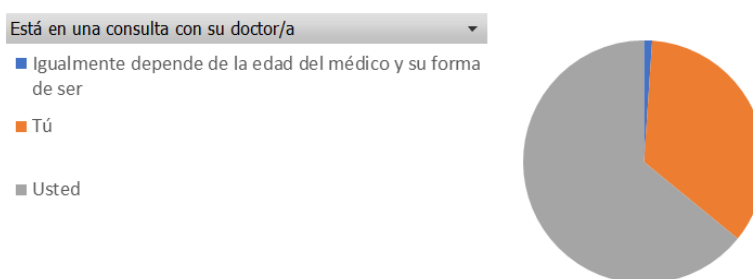 Está en una consulta con su doctor/a
Igualmente depende de la edad del médico y su forma
de ser
Tú
Usted